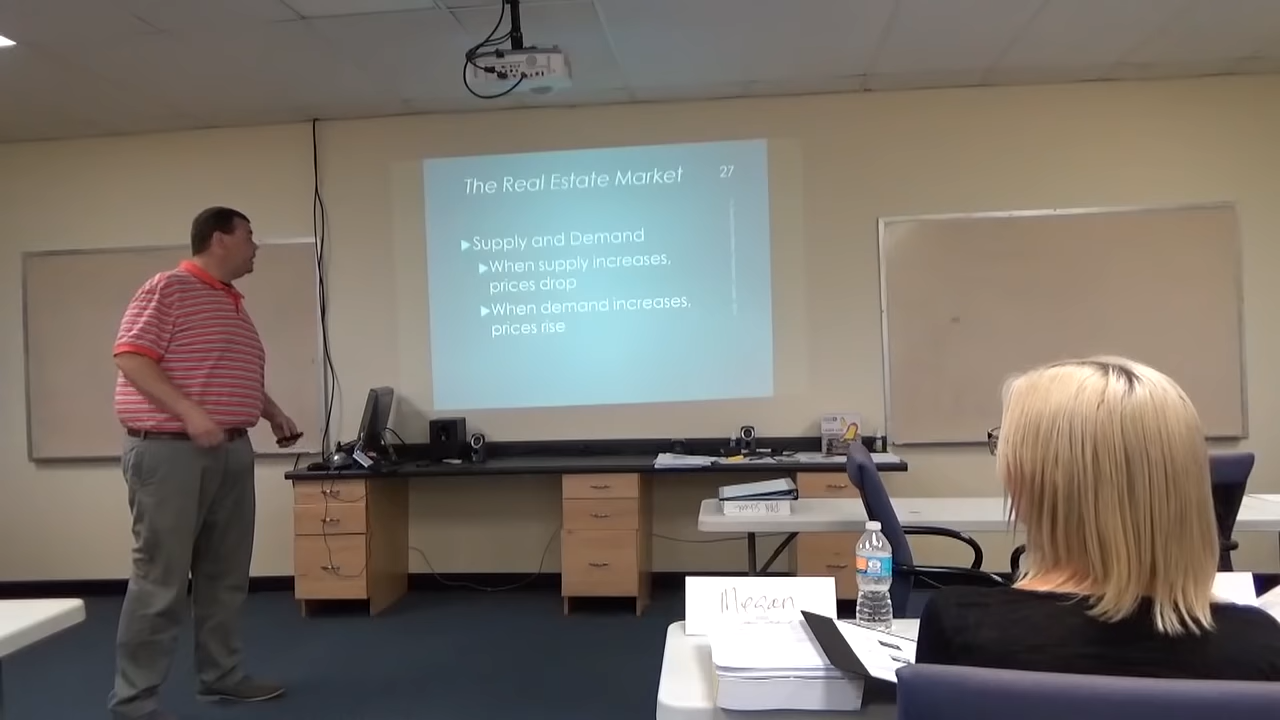 The Real Estate Market
27
▶Supply and Demand
▶When supply increases,
prices drop
▶When demand increases,
prices rise
Megan